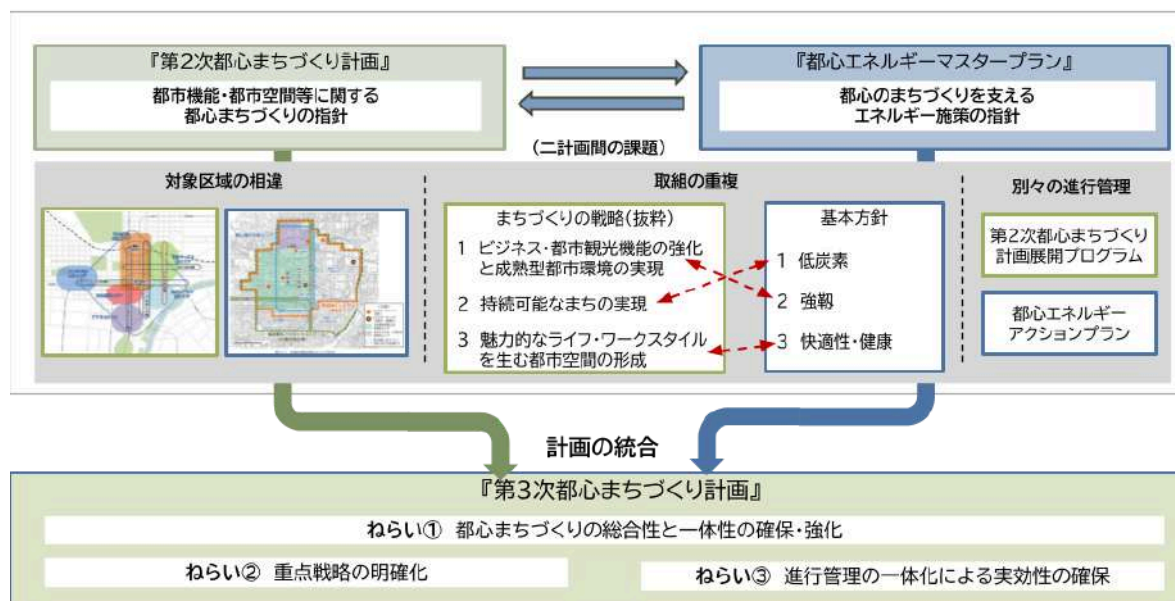 『第2次都心まちづくり計画』
都市機能・都市空間等に関する
都心まちづくりの指針
『都心エネルギーマスタープラン』
都心のまちづくりを支える
エネルギー施策の指針
(二計画間の課題)
対象区域の相違
取組の重複
まちづくりの戦略(抜粋)
1 ビジネス・都市観光機能の強化
と成熟型都市環境の実現
2 持続可能なまちの実現
3 魅力的なライフ・ワークスタイル
を生む都市空間の形成
基本方針
1 低炭素
2 強靱
3 快適性・健康
別々の進行管理
第2次都心まちづくり
計画展開プログラム
都心エネルギー
アクションプラン
計画の統合
『第3次都心まちづくり計画』
ねらい① 都心まちづくりの総合性と一体性の確保・強化
ねらい② 重点戦略の明確化
ねらい③ 進行管理の一体化による実効性の確保